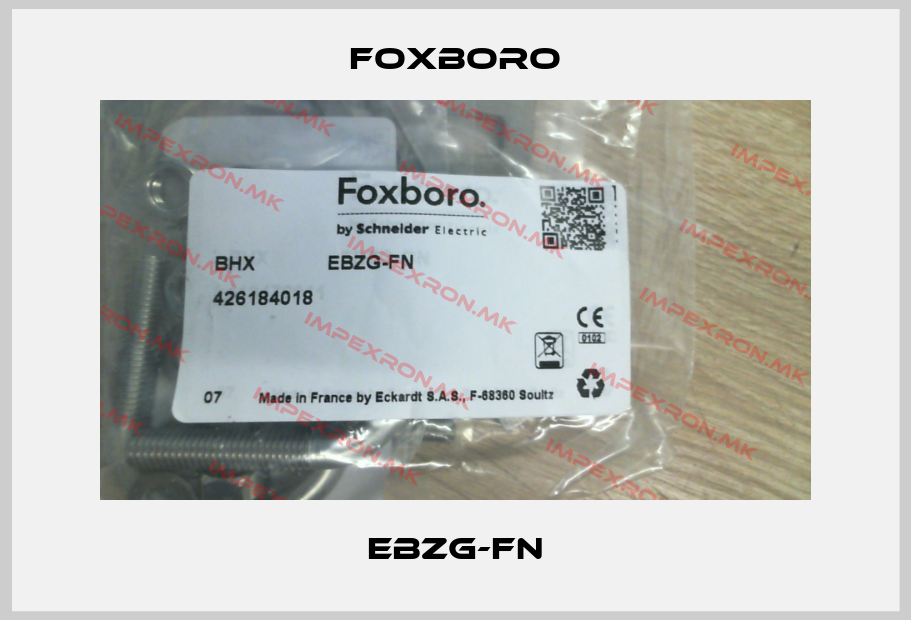 FOXBORO
Foxboro.
by Schneider Electric
BHX EBZG-FN
426184018
0102
07 Made in France by Eckardt S.A.S., F-68360 Soultz
IMPEXRON.MK
EBZG-FN